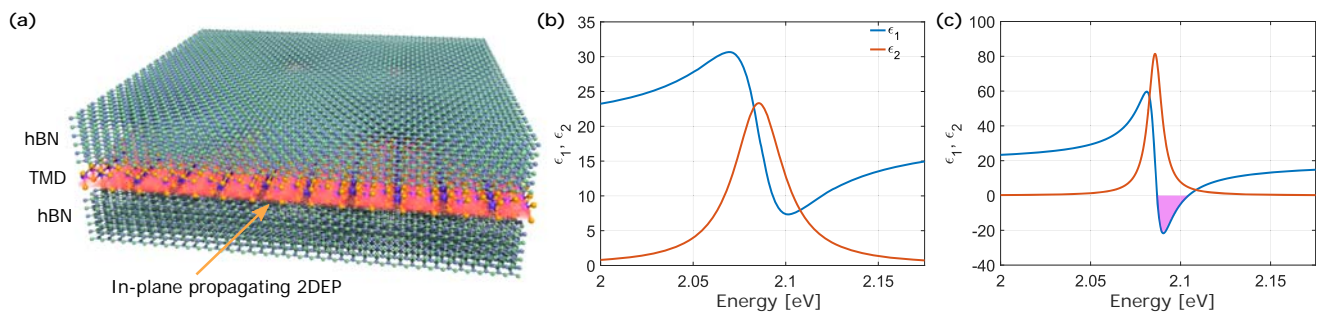 (a)
hBN
TMD
hBN
In-plane propagating 2DEP
(b)
35
30
25
20
15
10
5
0
ϵ1, ϵ2
ϵ1
ϵ2
2
2.05
2.1
2.15
Energy [eV]
(c)
100
80
60
40
20
0
-20
-40
ϵ1, ϵ2
2
2.05
2.1
2.15
Energy [eV]